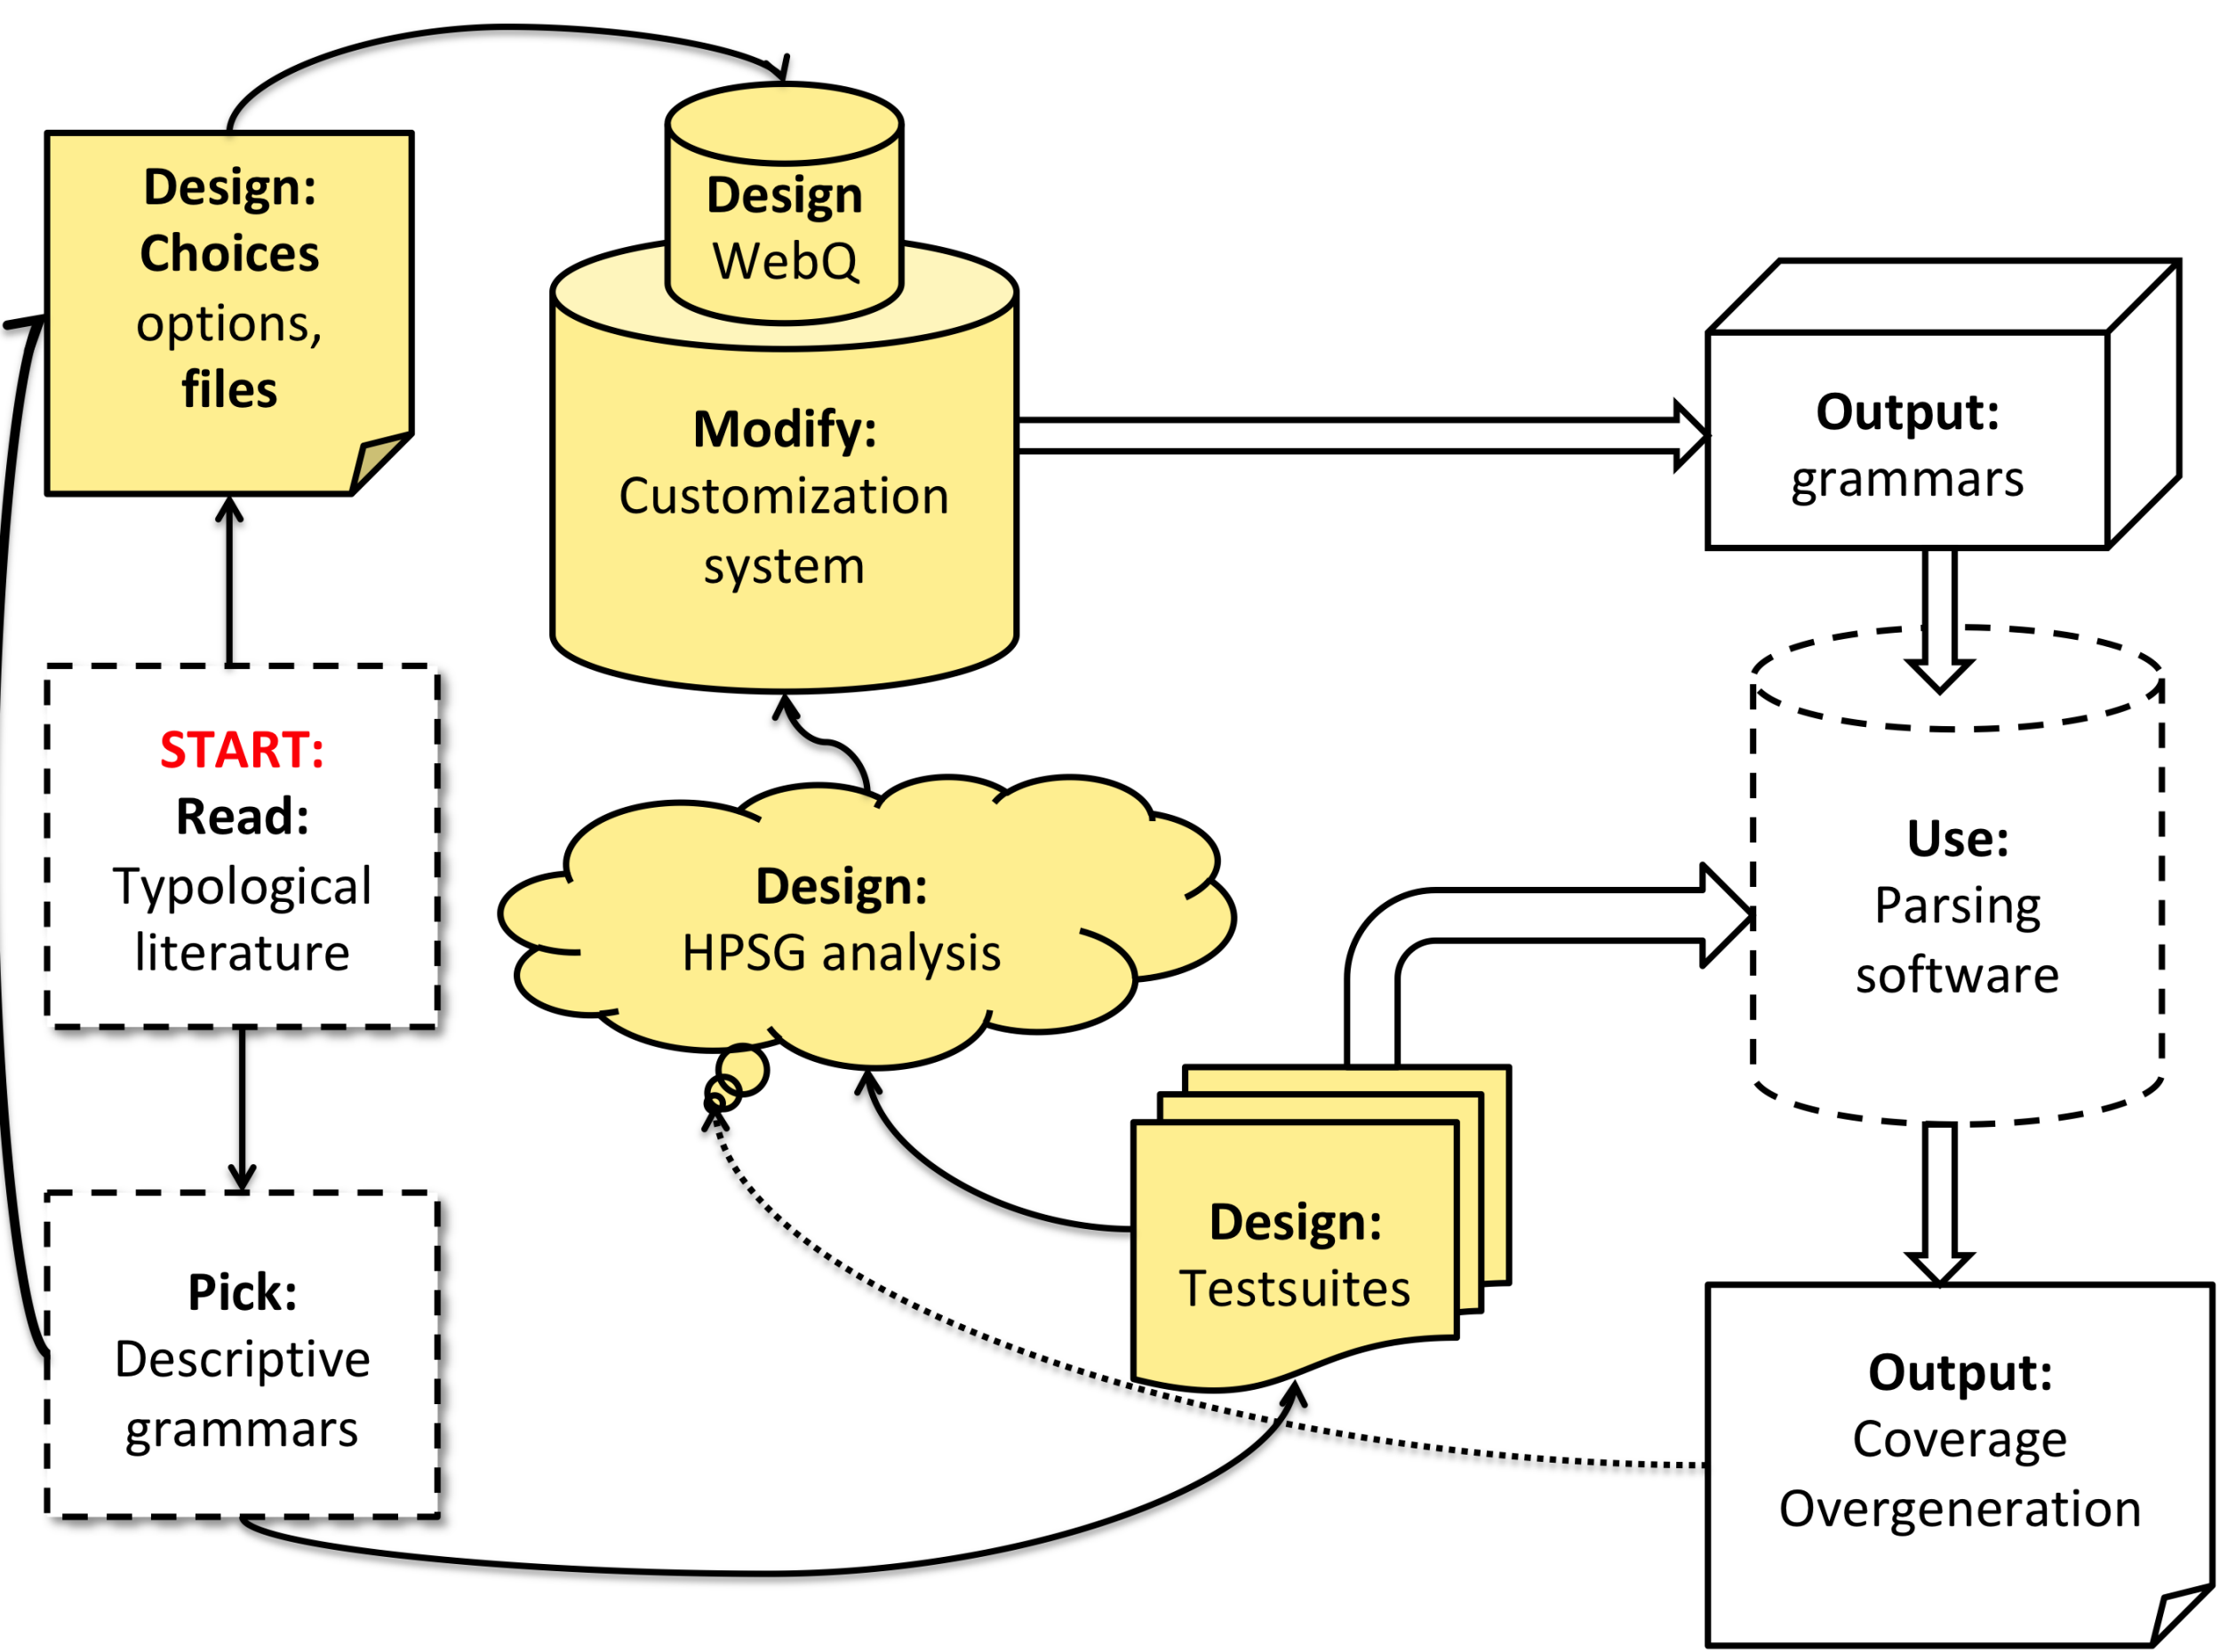 Design:
Choices
options,
files
Design
WebQ
Modify:
Customization
system
Output:
grammars
START:
Read:
Typological
literature
Design:
HPSG analysis
Use:
Parsing
software
Pick:
Descriptive
grammars
Design:
Testsuites
Output:
Coverage
Overgeneration